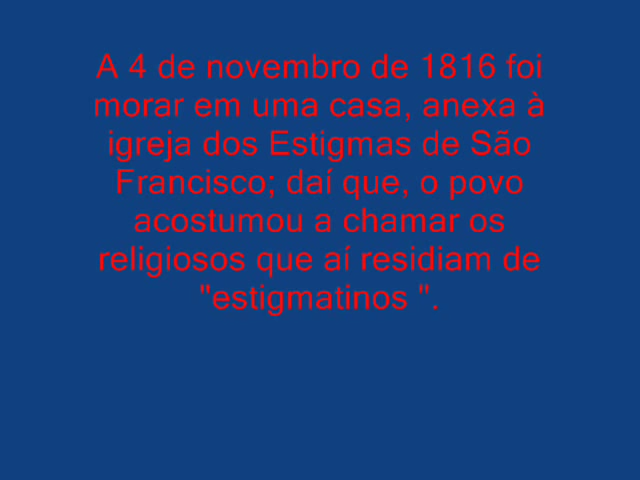 A 4 de novembro de 1816 foi
morar em uma casa, anexa à
igreja dos Estigmas de São
Francisco; daí que, o povo
acostumou a chamar os
religiosos que aí residiam de
"estigmatinos ".